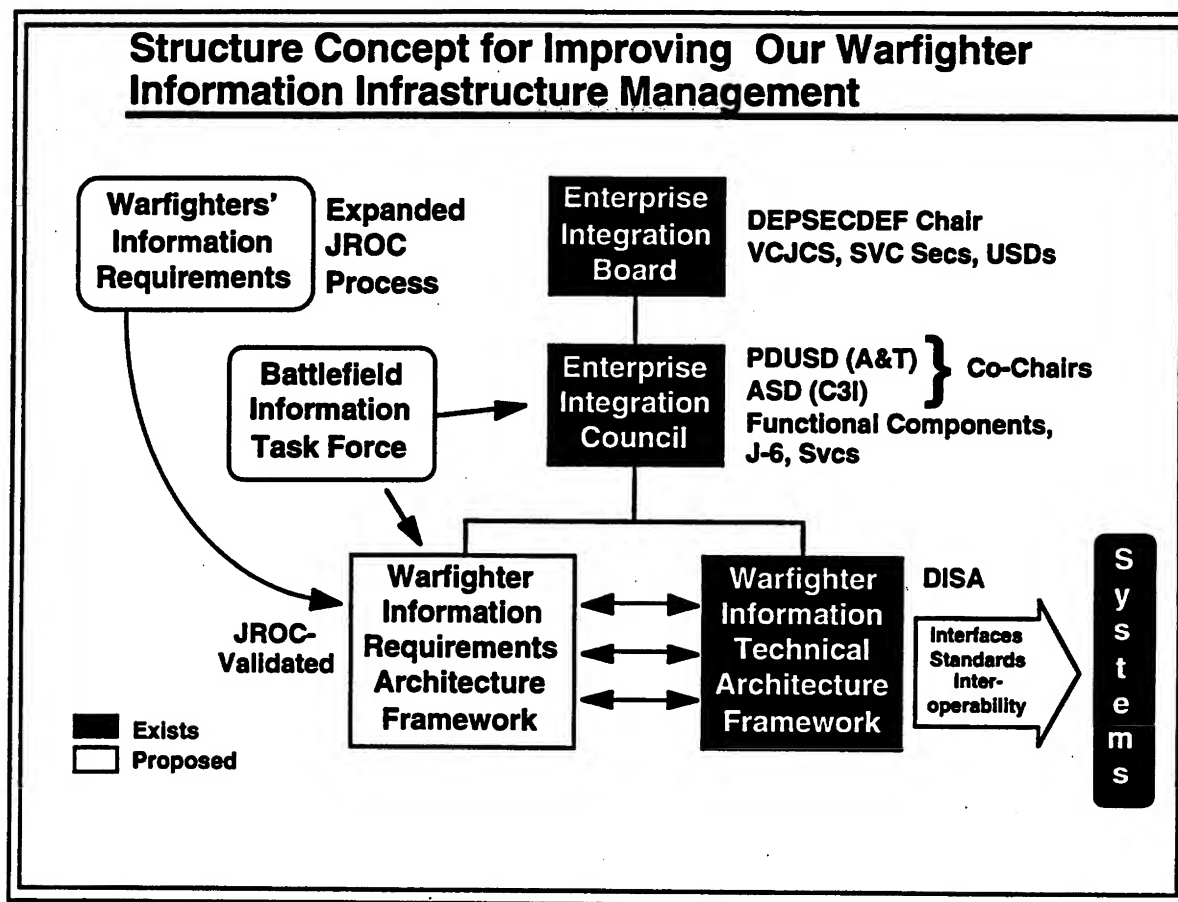 Structure Concept for Improving Our Warfighter
Information Infrastructure Management
Warfighters'
Information
Requirements
Expanded
JROC
Process
Enterprise
Integration
Board
DEPSECDEF Chair
VCJCS, SVC Secs, USDs
Battlefield
Information
Task Force
Enterprise
Integration
Council
PDUSD (A&T)
ASD (C3I)
} Co-Chairs
Functional Components,
J-6, Svcs
JROC-
Validated
Warfighter
Information
Requirements
Architecture
Framework
Warfighter
Information
Technical
Architecture
Framework
DISA
Interfaces
Standards
Inter-
operability
Systems
Exists
Proposed